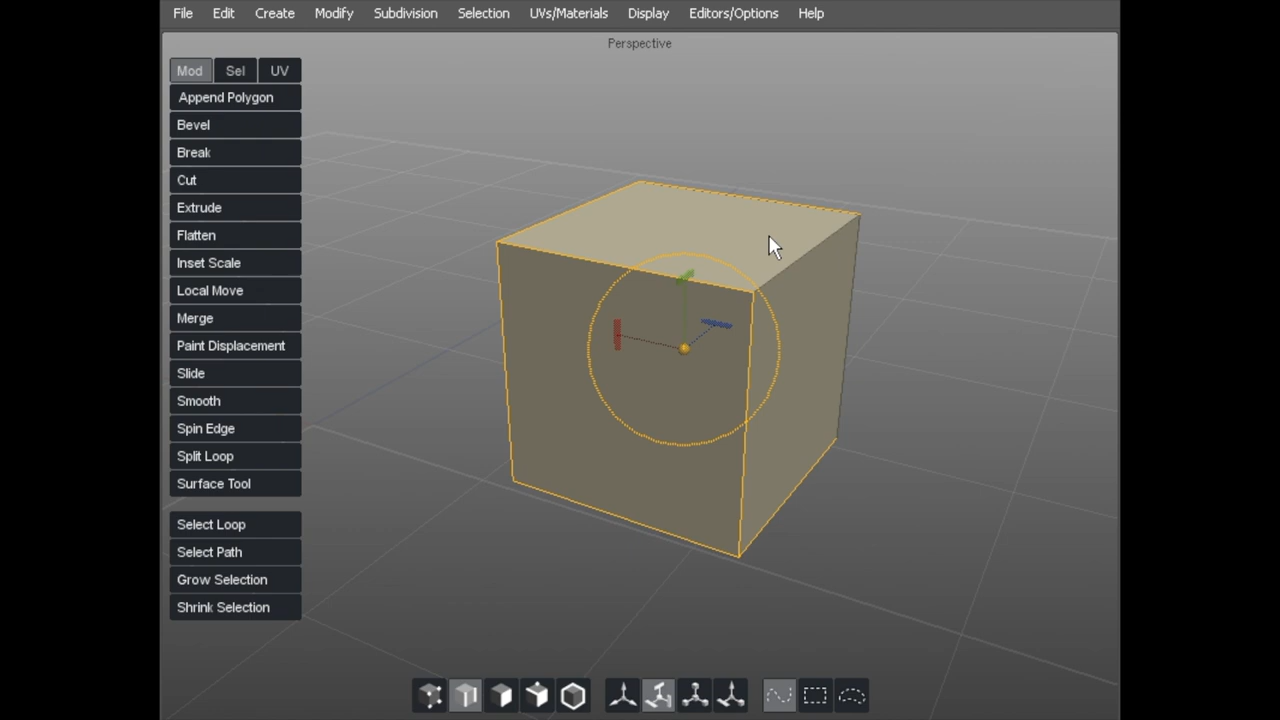 File Edit Create Modify Subdivision Selection UVs/Materials Display Editors/Options Help
Perspective
Mod Sel UV
Append Polygon
Bevel
Break
Cut
Extrude
Flatten
Inset Scale
Local Move
Merge
Paint Displacement
Slide
Smooth
Spin Edge
Split Loop
Surface Tool
Select Loop
Select Path
Grow Selection
Shrink Selection